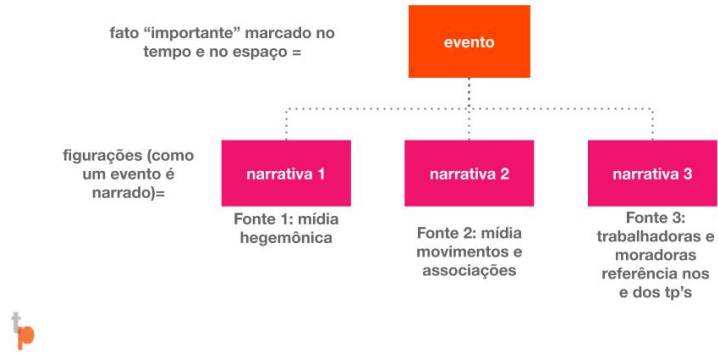 fato “importante” marcado no
tempo e no espaço =
evento
figurações (como
um evento é
narrado)=
narrativa 1
narrativa 2
narrativa 3
Fonte 1: mídia
hegemônica
Fonte 2: mídia
movimentos e
associações
Fonte 3:
trabalhadoras e
moradoras
referência nos
e dos tp’s
tp